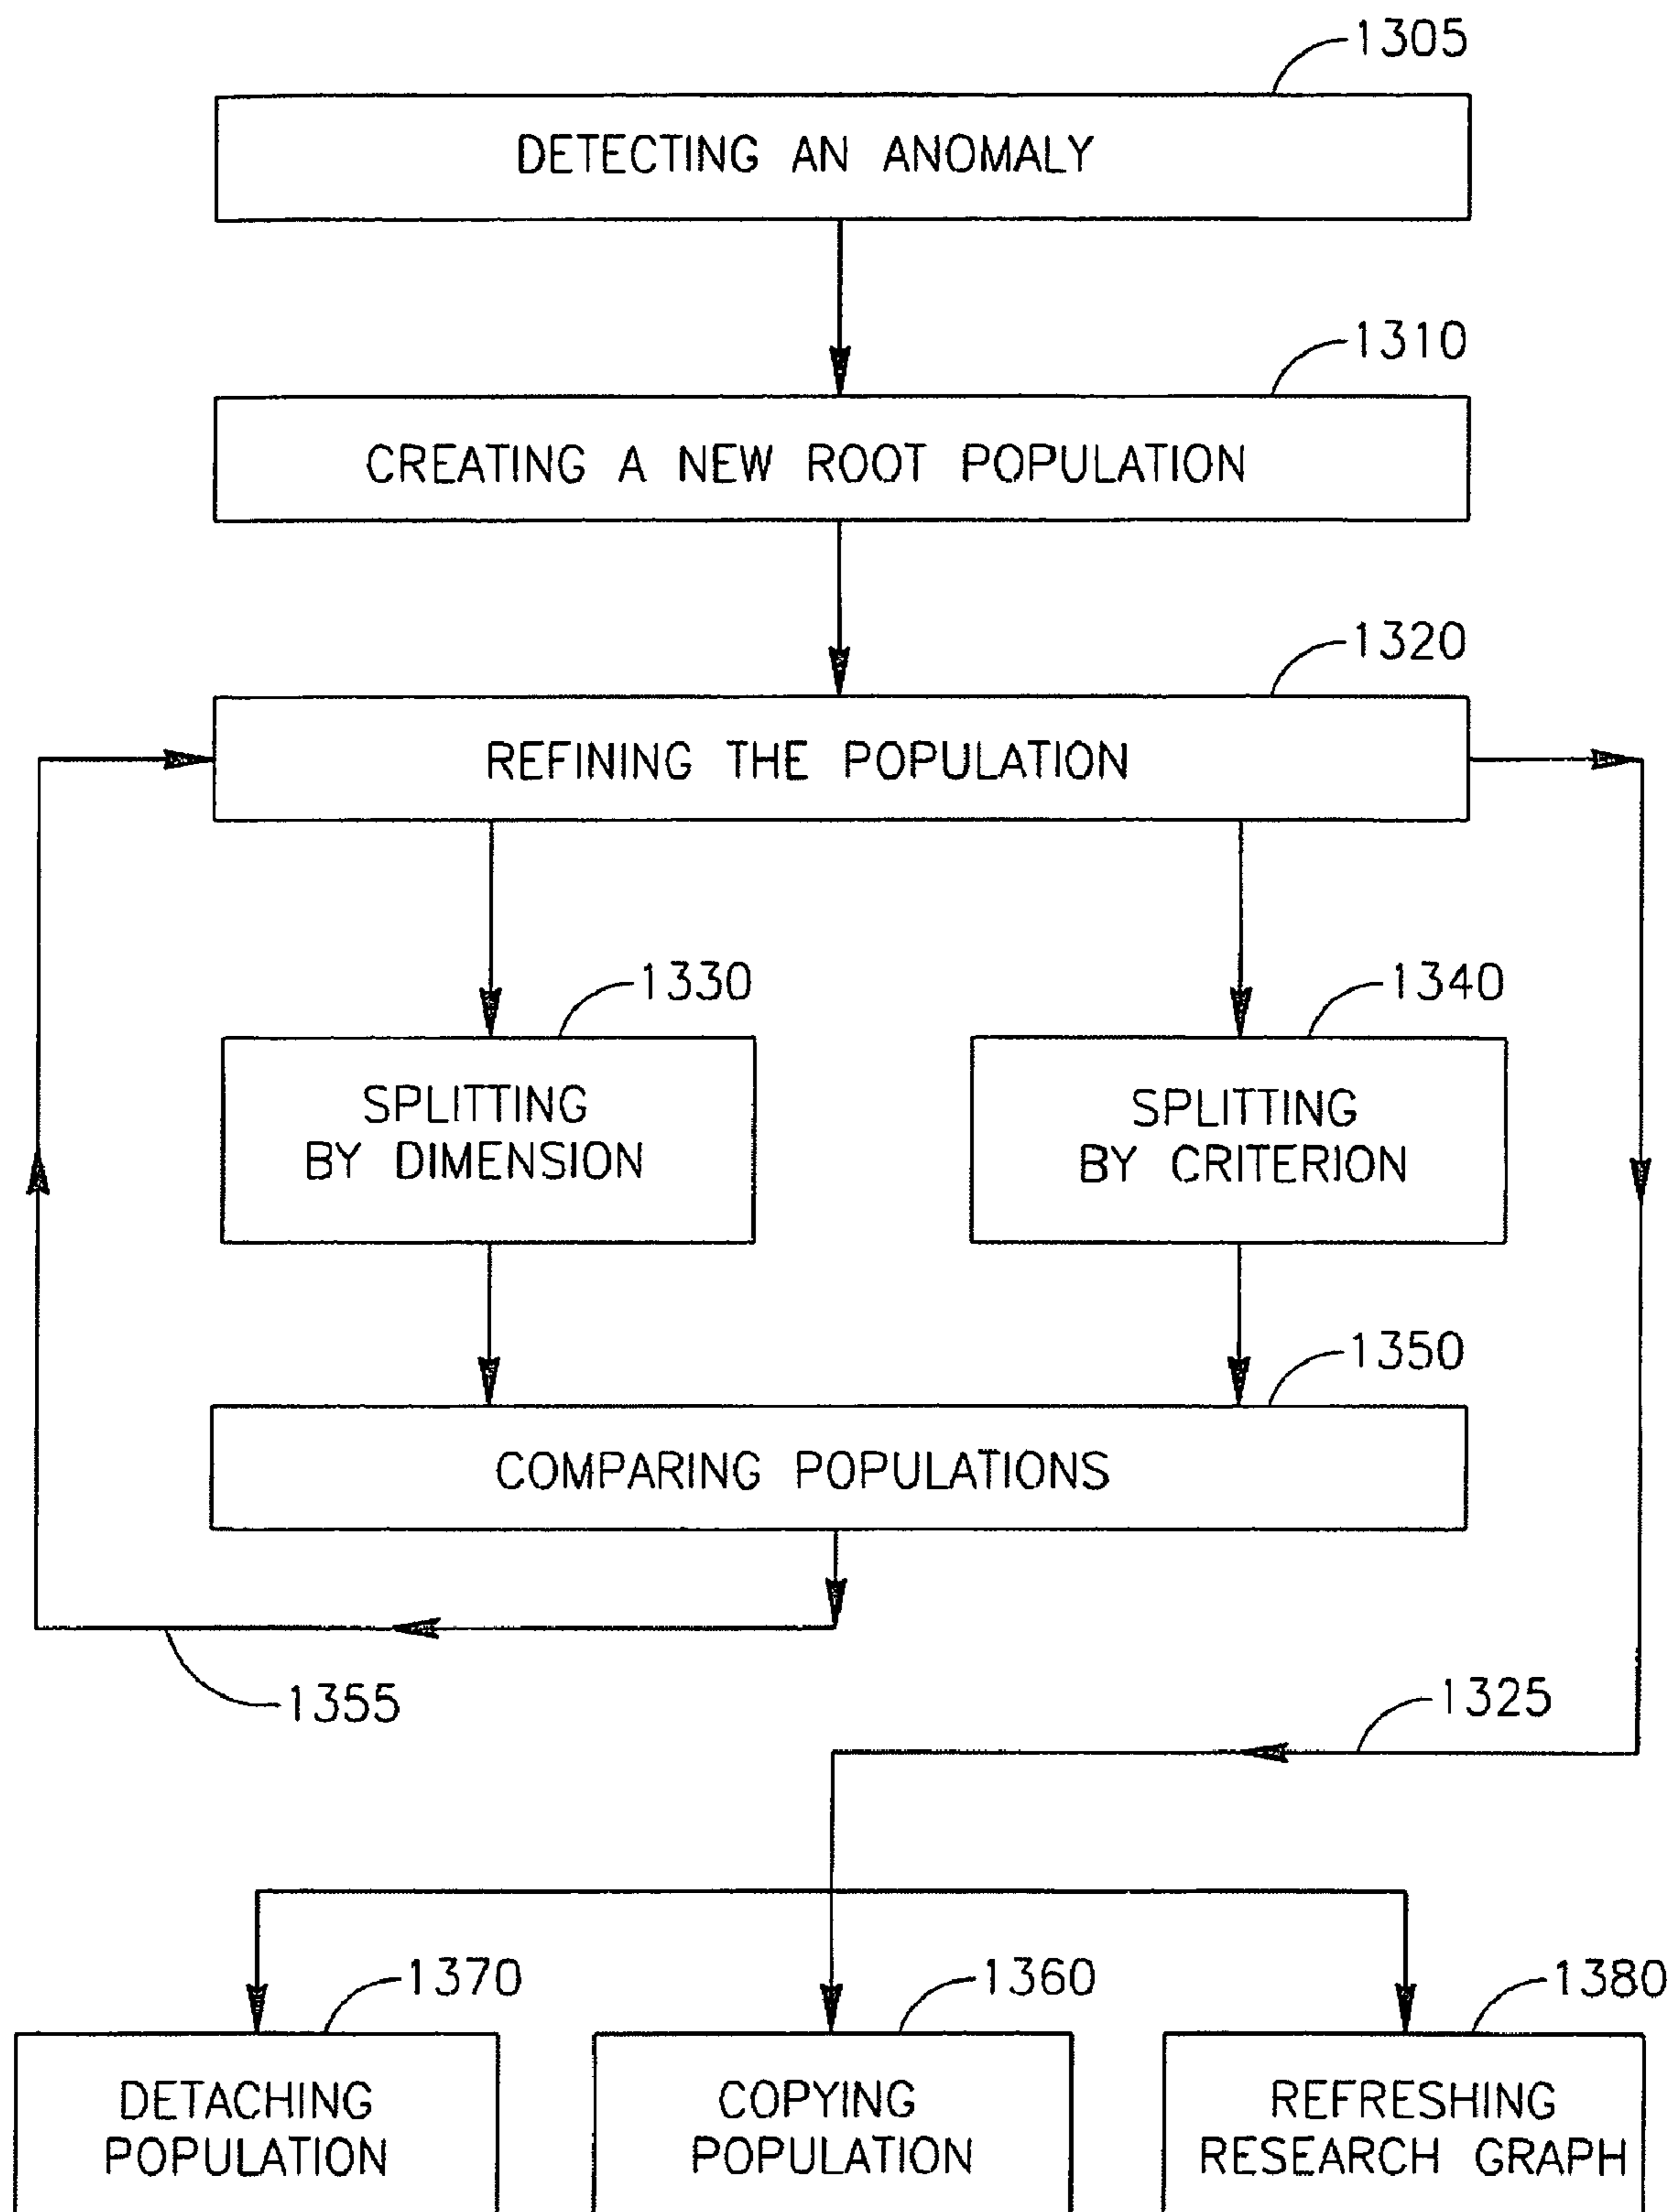 1305
DETECTING AN ANOMALY
1310
CREATING A NEW ROOT POPULATION
1320
REFINING THE POPULATION
1330
1340
SPLITTING
BY DIMENSION
SPLITTING
BY CRITERION
1350
COMPARING POPULATIONS
1355
1325
1370
1360
1380
DETACHING
POPULATION
COPYING
POPULATION
REFRESHING
RESEARCH GRAPH